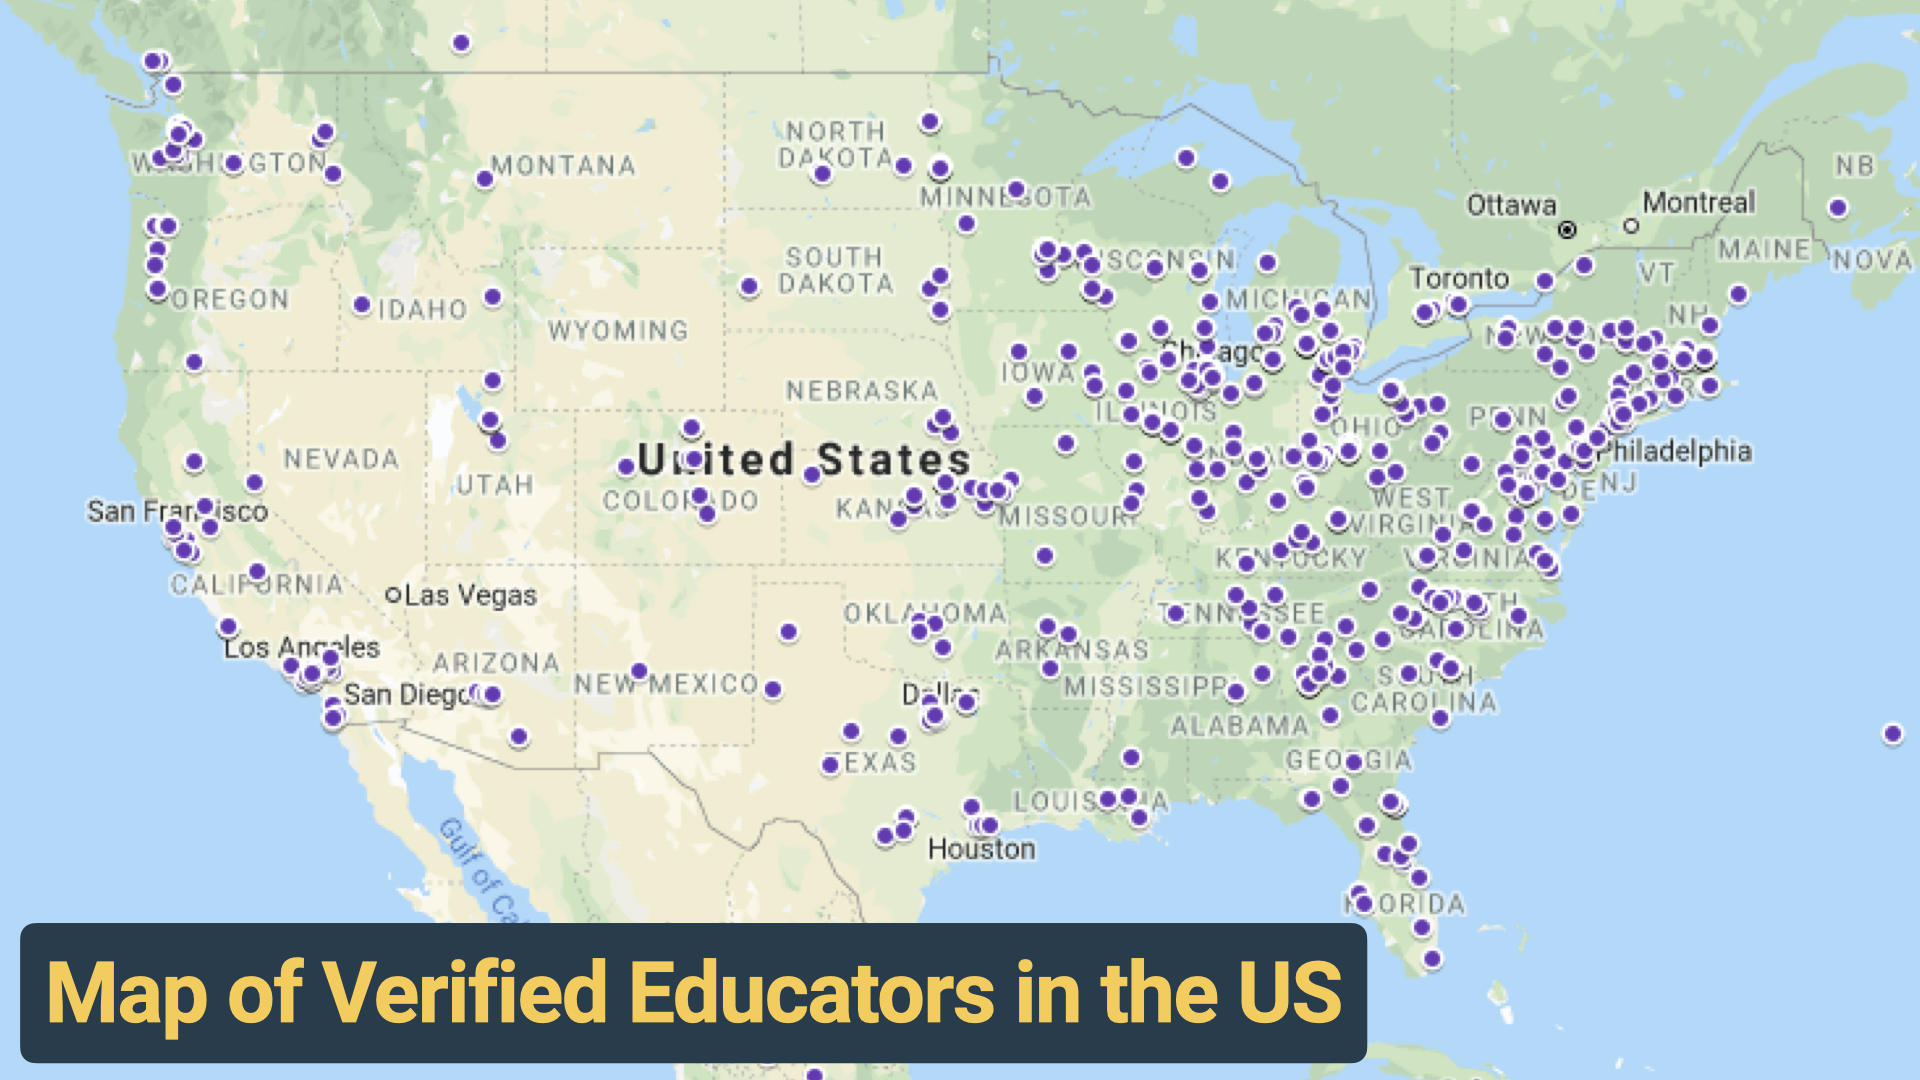 NORTH
DAKOTA
MONTANA
WASHINGTON
MINNESOTA
NB
Ottawa
Montreal
MAINE
NOVA
VT
SOUTH
DAKOTA
WISCONSIN
Toronto
MICHIGAN
OREGON
IDAHO
WYOMING
NH
NEW
Chicago
IOWA
NEBRASKA
ILLINOIS
OHIO
PENN
NEVADA
United States
Philadelphia
UTAH
COLORADO
KANSAS
MISSOURI
WEST
VIRGINIA
DE
NJ
San Francisco
CALIFORNIA
KENTUCKY
VIRGINIA
Las Vegas
OKLAHOMA
TENNESSEE
CAROLINA
Los Angeles
ARIZONA
ARKANSAS
NEW MEXICO
San Diego
Dallas
MISSISSIPPI
SOUTH
CAROLINA
ALABAMA
TEXAS
GEORGIA
LOUISIANA
Houston
Gulf of Cal
FLORIDA
Map of Verified Educators in the US